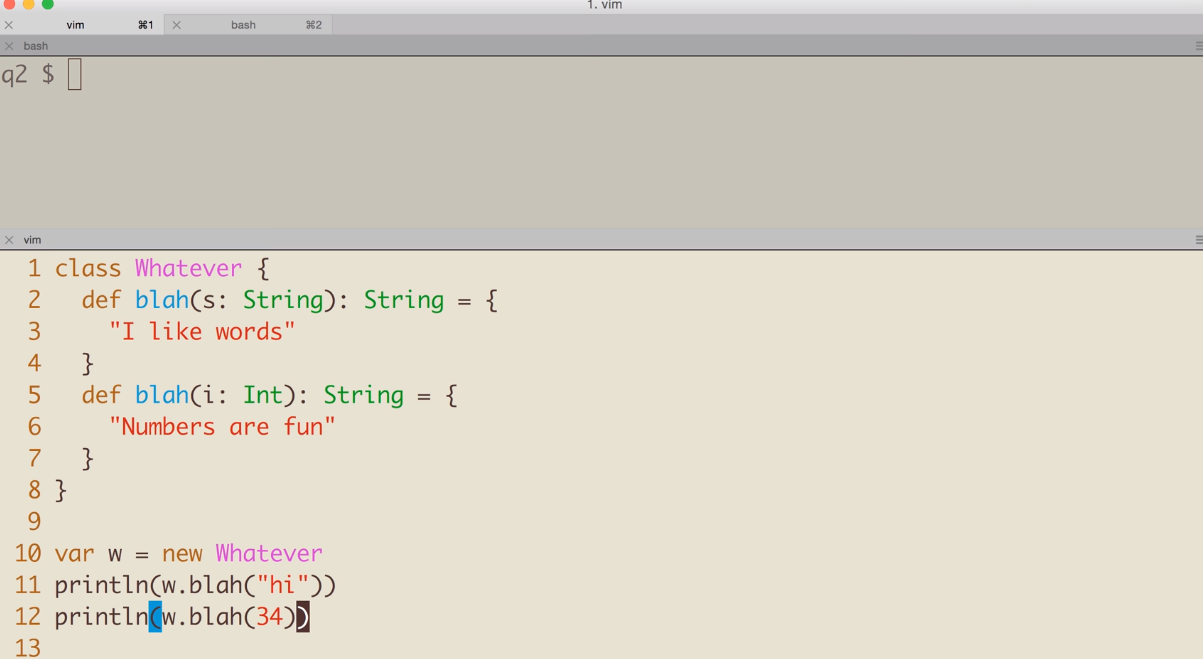 1. vim
vim ⌘1 bash ⌘2
bash
q2 $
vim
1 class Whatever {
2   def blah(s: String): String = {
3     "I like words"
4   }
5   def blah(i: Int): String = {
6     "Numbers are fun"
7   }
8 }
9
10 var w = new Whatever
11 println(w.blah("hi"))
12 println(w.blah(34))
13